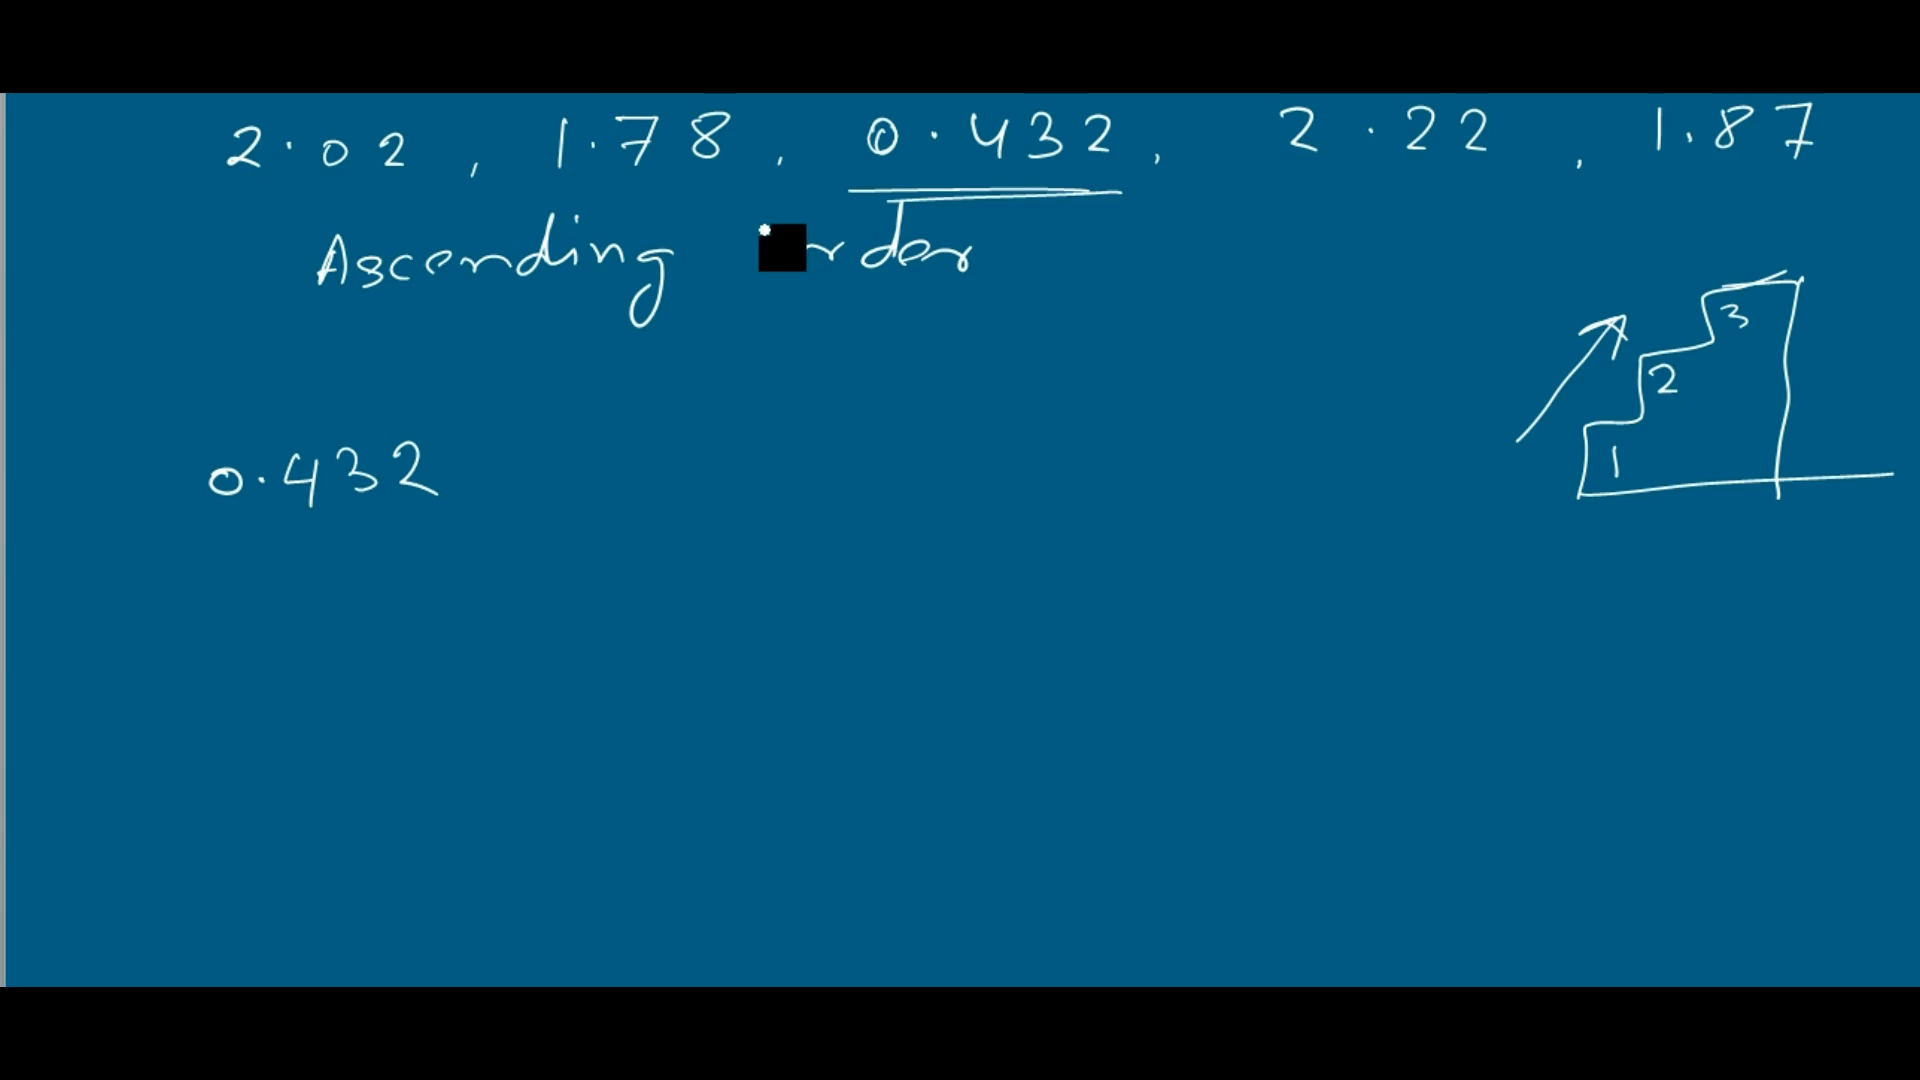 2.02, 1.78, 0.432, 2.22, 1.87
Ascending rder
3
2
1
0.432